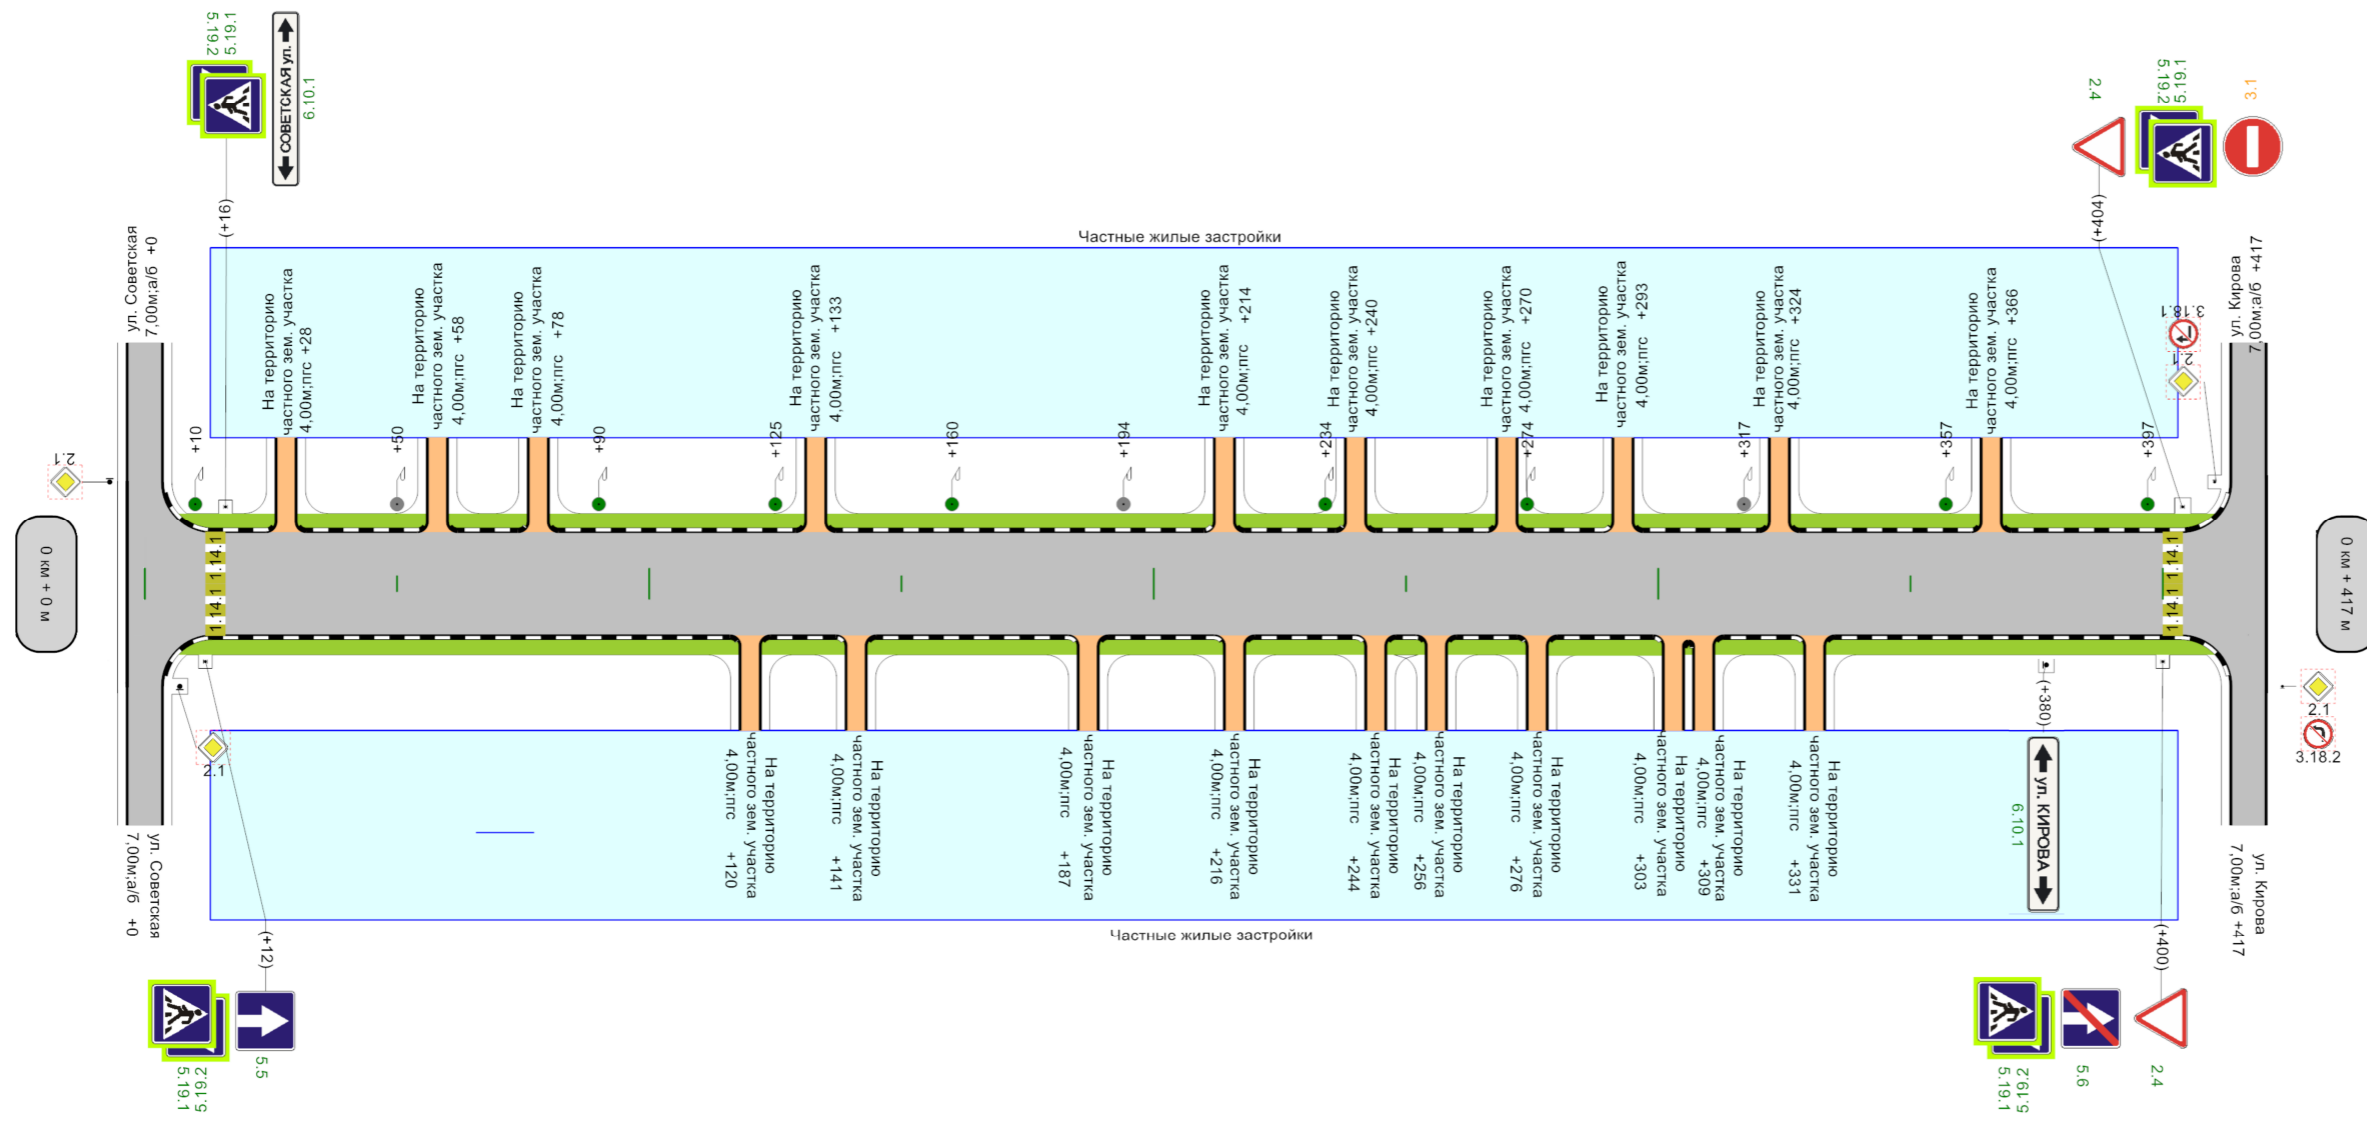 5.19.1
5.19.2
СОВЕТСКАЯ ул.
6.10.1
2.4
5.19.1
5.19.2
3.1
(+16)
(+404)
ул. Советская
7,00м;а/б +0
Частные жилые застройки
ул. Кирова
7,00м;а/б +417
На территорию
частного зем. участка
4,00м;пгс +28
На территорию
частного зем. участка
4,00м;пгс +58
На территорию
частного зем. участка
4,00м;пгс +78
На территорию
частного зем. участка
4,00м;пгс +133
На территорию
частного зем. участка
4,00м;пгс +214
На территорию
частного зем. участка
4,00м;пгс +240
На территорию
частного зем. участка
4,00м;пгс +270
На территорию
частного зем. участка
4,00м;пгс +293
На территорию
частного зем. участка
4,00м;пгс +324
На территорию
частного зем. участка
4,00м;пгс +366
3.18.1
2.1
2.1
+10
+50
+90
+125
+160
+194
+234
+274
+317
+357
+397
0 км + 0 м
1.14.1 1.14.1
1.14.1 1.14.1
0 км + 417 м
2.1
2.1
3.18.2
(+380)
На территорию
частного зем. участка
4,00м;пгс +120
На территорию
частного зем. участка
4,00м;пгс +141
На территорию
частного зем. участка
4,00м;пгс +187
На территорию
частного зем. участка
4,00м;пгс +216
На территорию
частного зем. участка
4,00м;пгс +244
На территорию
частного зем. участка
4,00м;пгс +256
На территорию
частного зем. участка
4,00м;пгс +276
На территорию
частного зем. участка
4,00м;пгс +303
На территорию
частного зем. участка
4,00м;пгс +309
На территорию
частного зем. участка
4,00м;пгс +331
ул. КИРОВА
6.10.1
ул. Советская
7,00м;а/б +0
Частные жилые застройки
ул. Кирова
7,00м;а/б +417
(+12)
(+400)
5.19.2
5.19.1
5.5
5.19.2
5.19.1
5.6
2.4